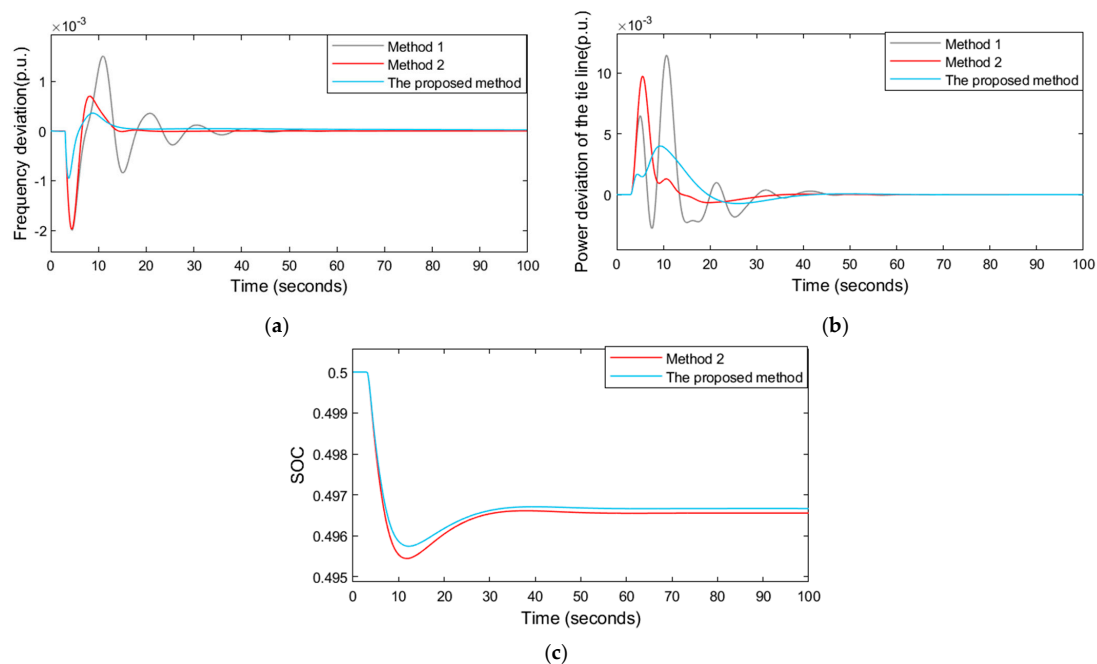 ×10⁻³
Frequency deviation(p.u.)
1
0
-1
-2
Method 1
Method 2
The proposed method
0 10 20 30 40 50 60 70 80 90 100
Time (seconds)
(a)
×10⁻³
Power deviation of the tie line(p.u.)
10
5
0
Method 1
Method 2
The proposed method
0 10 20 30 40 50 60 70 80 90 100
Time (seconds)
(b)
SOC
0.5
0.499
0.498
0.497
0.496
0.495
Method 2
The proposed method
0 10 20 30 40 50 60 70 80 90 100
Time (seconds)
(c)